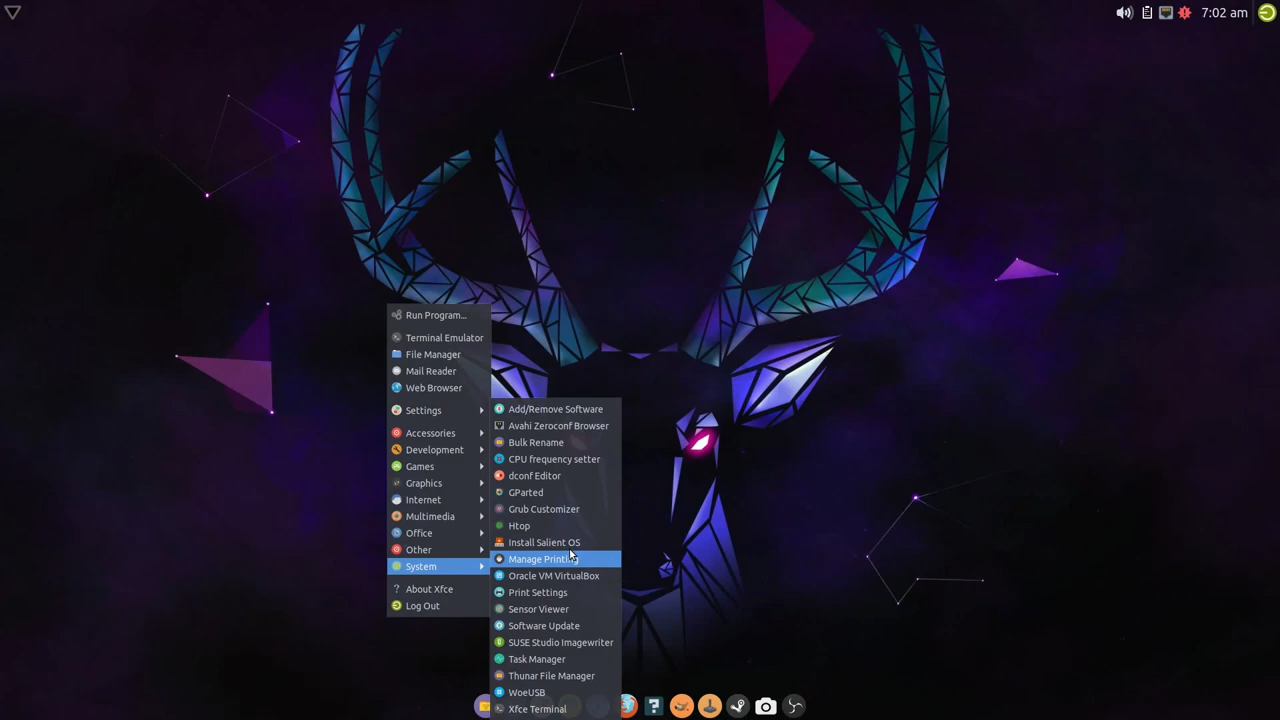 7:02 am
Run Program...
Terminal Emulator
File Manager
Mail Reader
Web Browser
Settings
Accessories
Development
Games
Graphics
Internet
Multimedia
Office
Other
System
About Xfce
Log Out
Add/Remove Software
Avahi Zeroconf Browser
Bulk Rename
CPU frequency setter
dconf Editor
GParted
Grub Customizer
Htop
Install Salient OS
Manage Printing
Oracle VM VirtualBox
Print Settings
Sensor Viewer
Software Update
SUSE Studio Imagewriter
Task Manager
Thunar File Manager
WoeUSB
Xfce Terminal